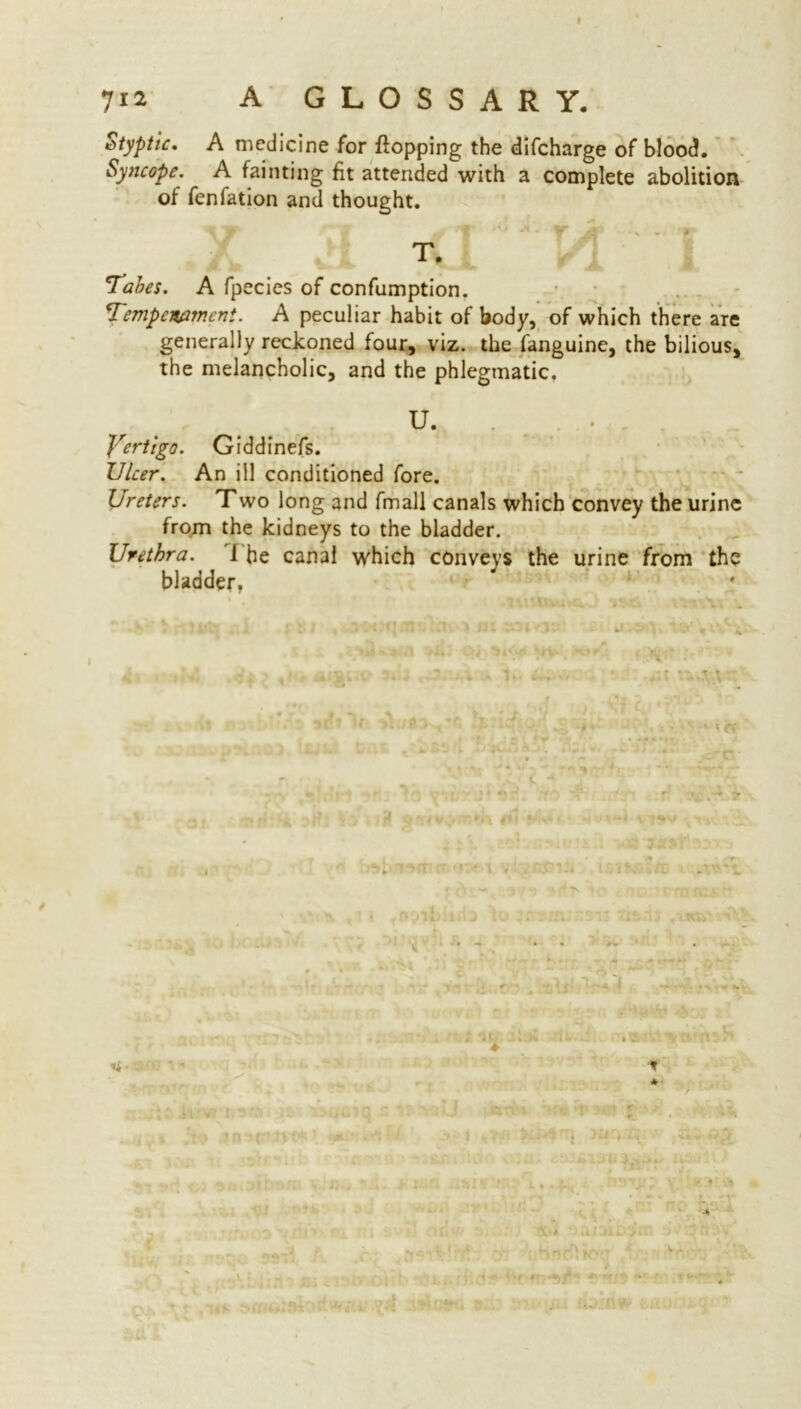 712 A GLOSSARY.
Styptic. A medicine for ſtopping the diſcharge of blood.
Syncope. A fainting fit attended with a complete abolition
of ſenſation and thought.
T.
Tabes. A ſpecies of conſumption.
Temperament. A peculiar habit of body, of which there are
generally reckoned four, viz. the ſanguine, the bilious,
the melancholic, and the phlegmatic.
U.
Vertigo. Giddineſs.
Ulcer. An ill conditioned ſore.
Ureters. Two long and ſmall canals which convey the urine
from the kidneys to the bladder.
Urethra. The canal which conveys the urine from the
bladder.